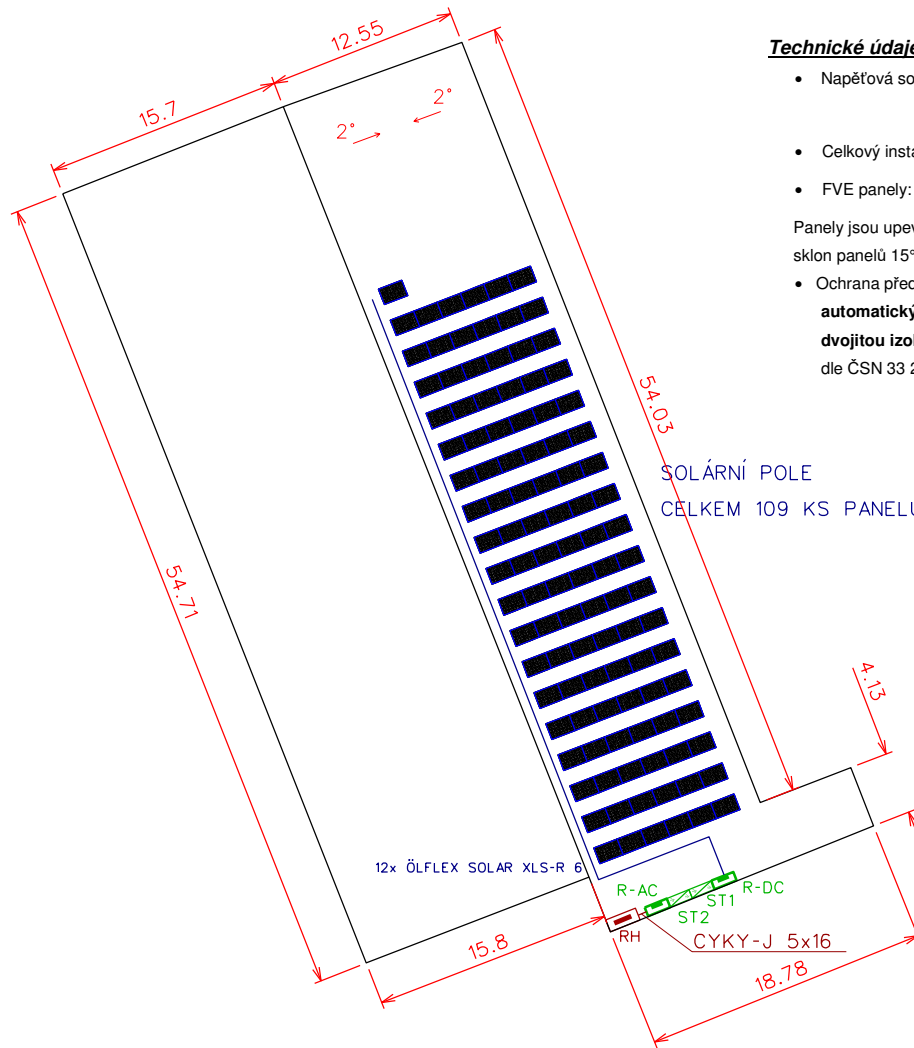 12.55
15.7
2°
2°
Technické údaje
• Napěťová so
• Celkový instá
• FVE panely:
Panely jsou upev
sklon panelů 15°
• Ochrana před
automatický
dvojitou izol
dle ČSN 33 2
54.03
SOLÁRNÍ POLE
CELKEM 109 KS PANELŮ
54.71
4.13
12x ÖLFLEX SOLAR XLS-R 6
R-AC
ST1
R-DC
ST2
RH
CYKY-J 5x16
15.8
18.78